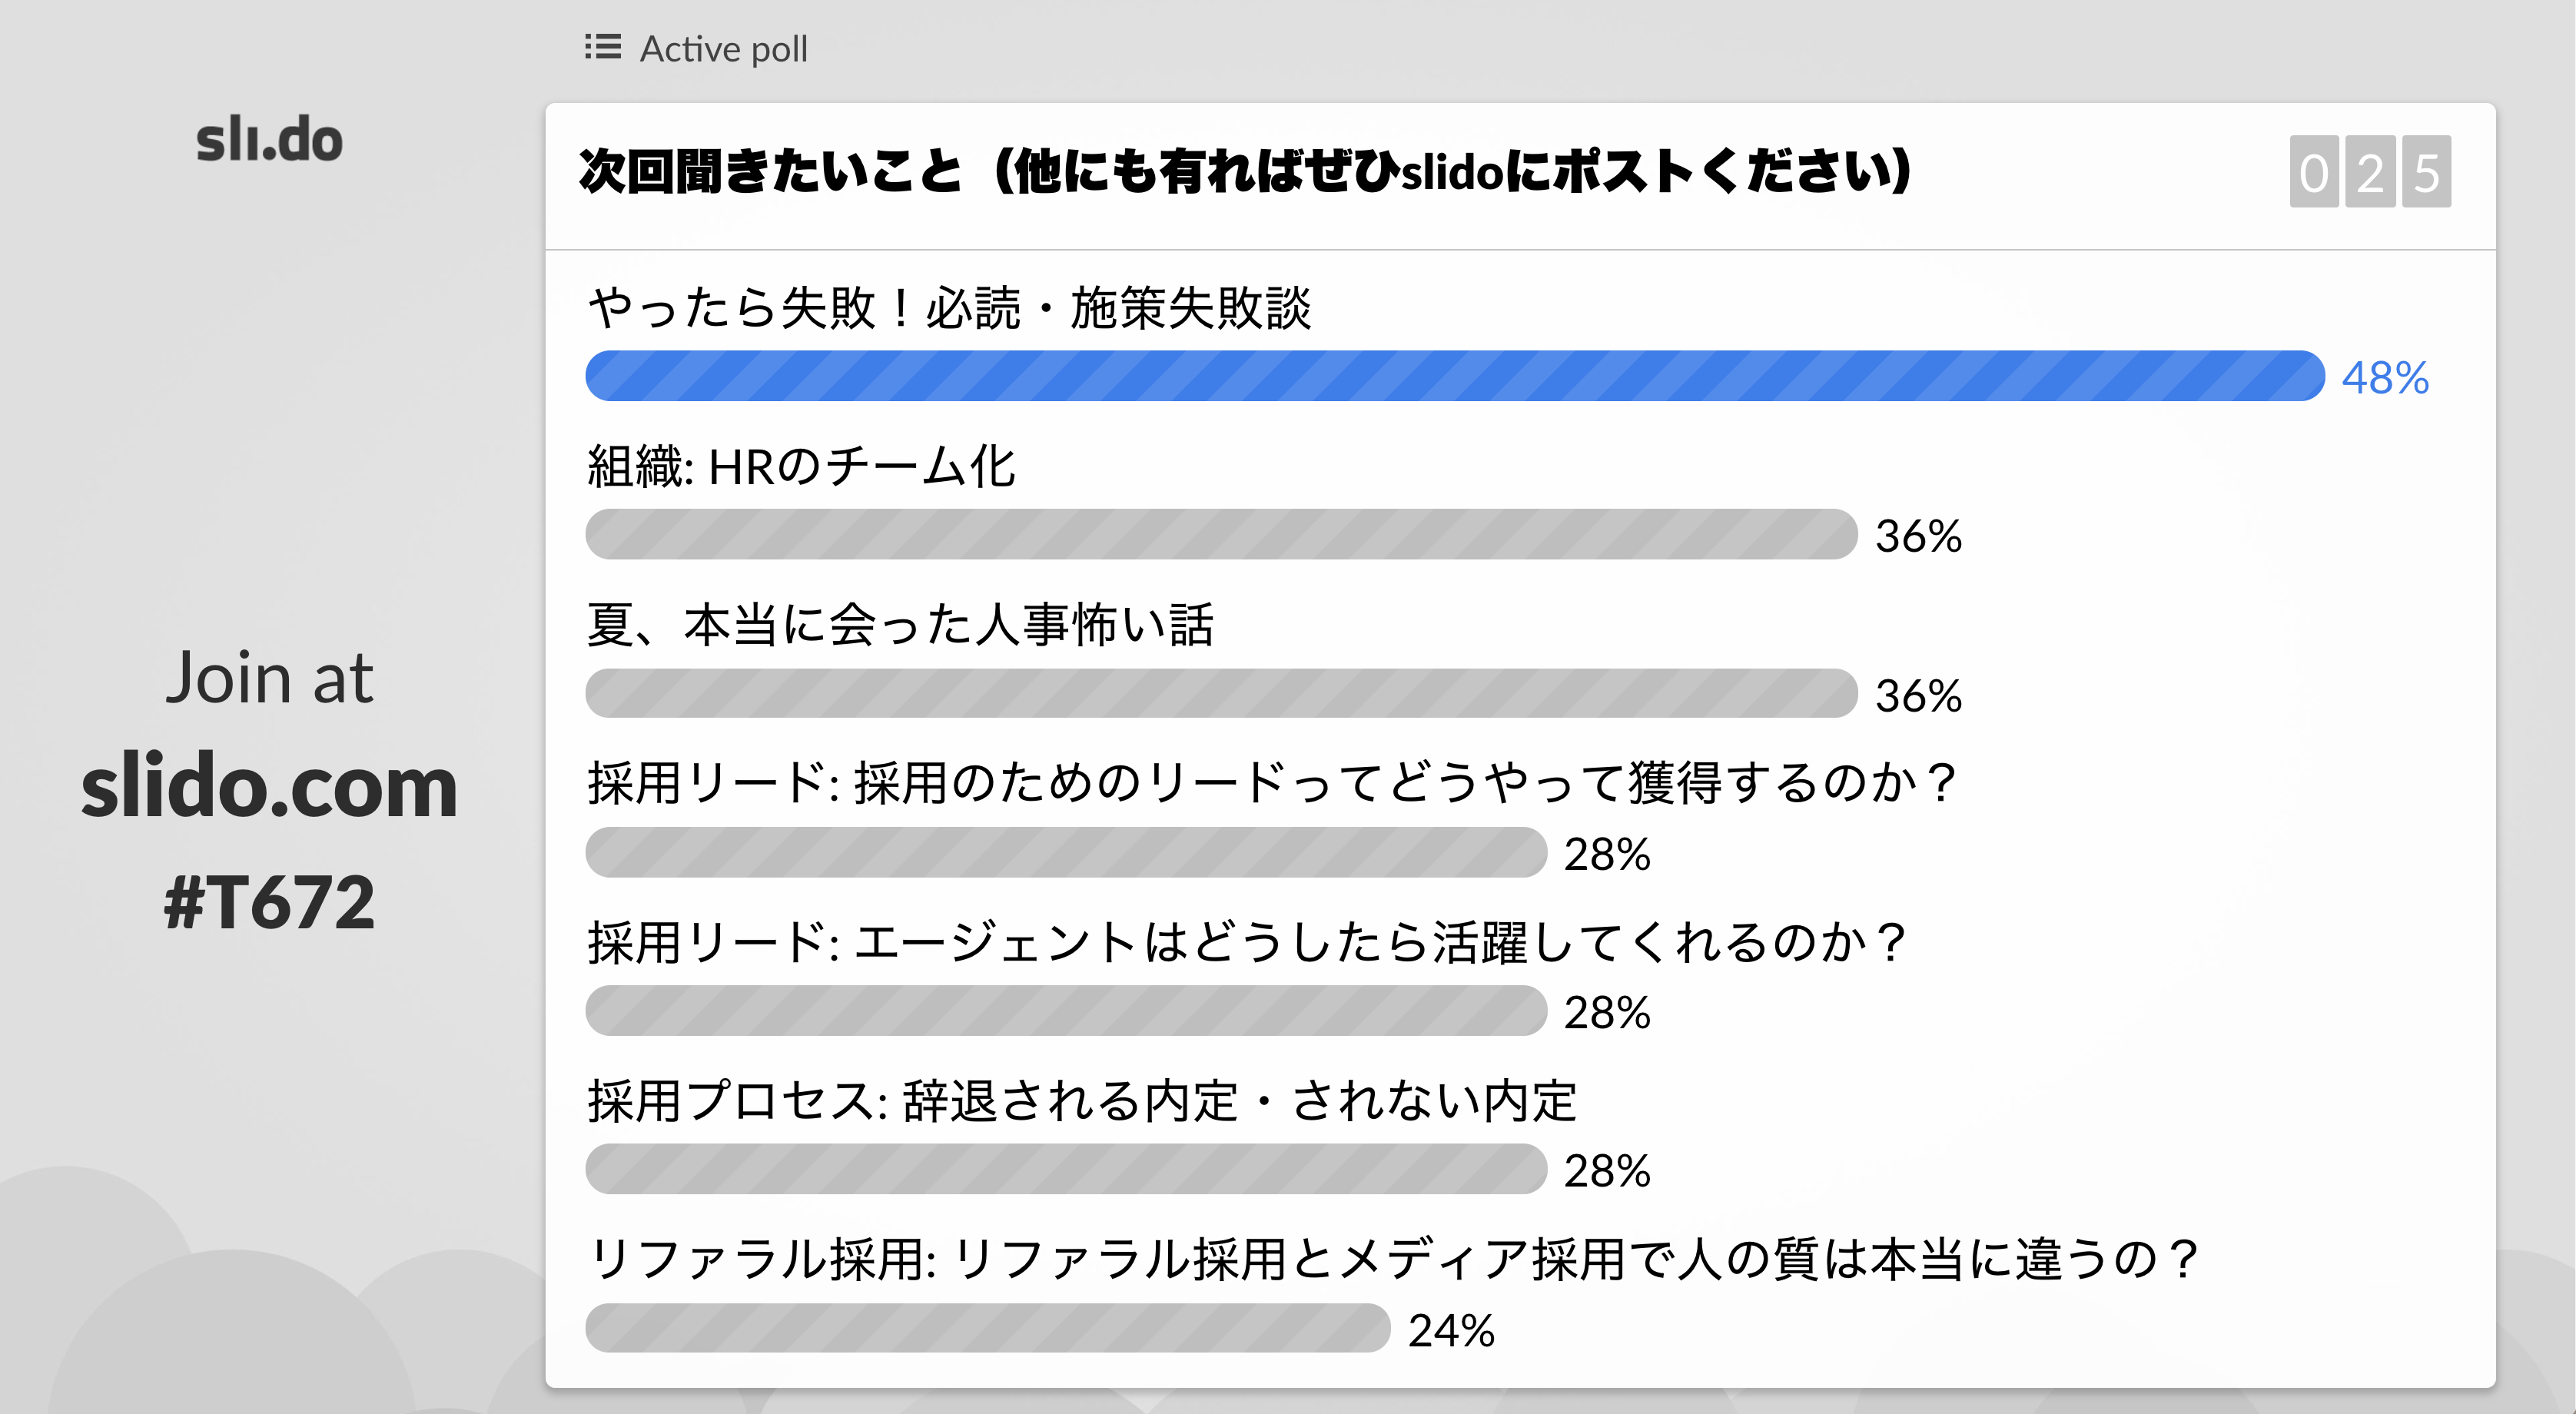 Active poll
slı.do
次回聞きたいこと（他にも有ればぜひslidoにポストください）
025
やったら失敗！必読・施策失敗談
48%
組織: HRのチーム化
36%
夏、本当に会った人事怖い話
36%
採用リード: 採用のためのリードってどうやって獲得するのか？
28%
採用リード: エージェントはどうしたら活躍してくれるのか？
28%
採用プロセス: 辞退される内定・されない内定
28%
リファラル採用: リファラル採用とメディア採用で人の質は本当に違うの？
24%
Join at
slido.com
#T672